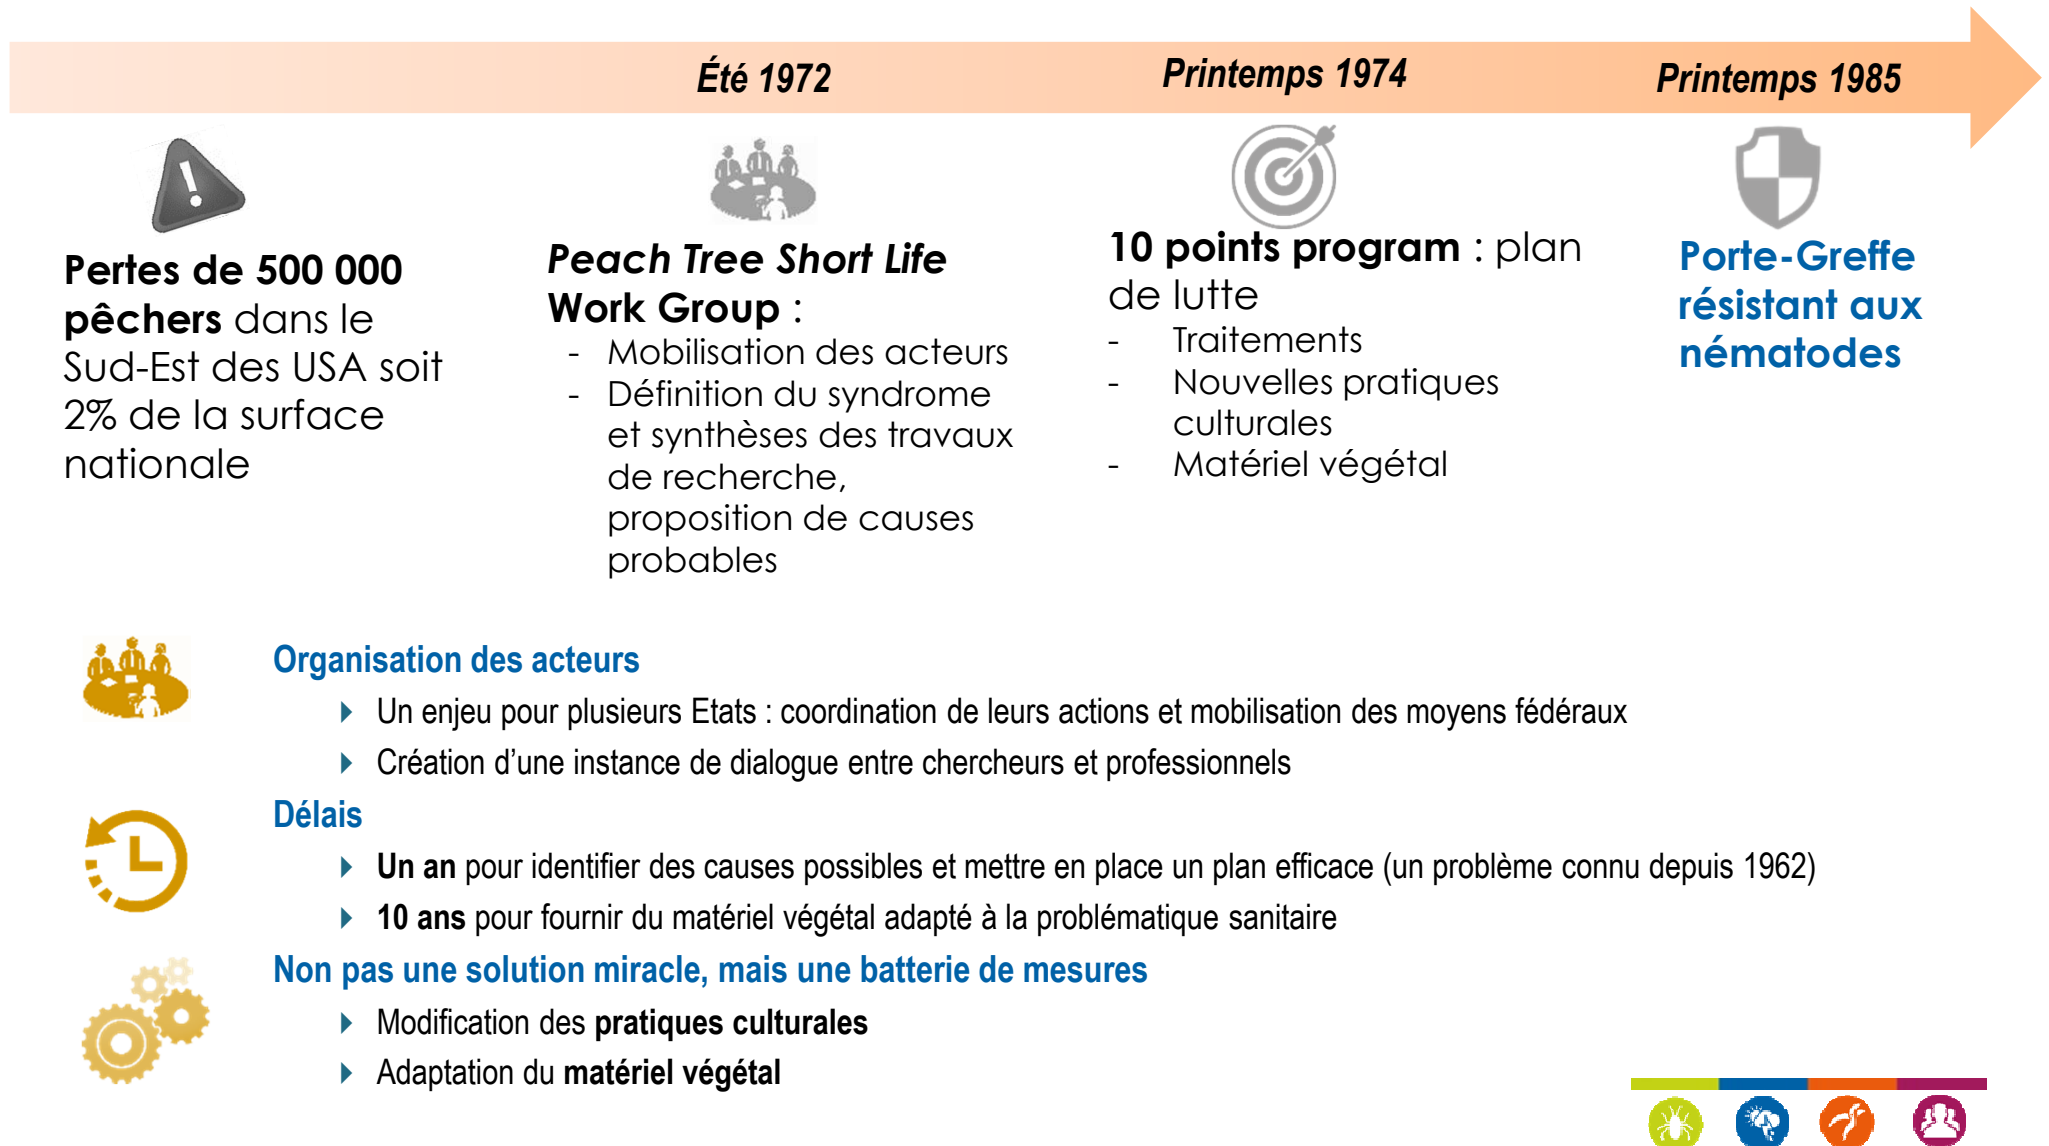 Été 1972
Printemps 1974
Printemps 1985
Pertes de 500 000
pêchers dans le
Sud-Est des USA soit
2% de la surface
nationale
Peach Tree Short Life
Work Group :
- Mobilisation des acteurs
- Définition du syndrome
et synthèses des travaux
de recherche,
proposition de causes
probables
10 points program : plan
de lutte
- Traitements
- Nouvelles pratiques
culturales
- Matériel végétal
Porte-Greffe
résistant aux
nématodes
Organisation des acteurs
Un enjeu pour plusieurs Etats : coordination de leurs actions et mobilisation des moyens fédéraux
Création d’une instance de dialogue entre chercheurs et professionnels
Délais
Un an pour identifier des causes possibles et mettre en place un plan efficace (un problème connu depuis 1962)
10 ans pour fournir du matériel végétal adapté à la problématique sanitaire
Non pas une solution miracle, mais une batterie de mesures
Modification des pratiques culturales
Adaptation du matériel végétal